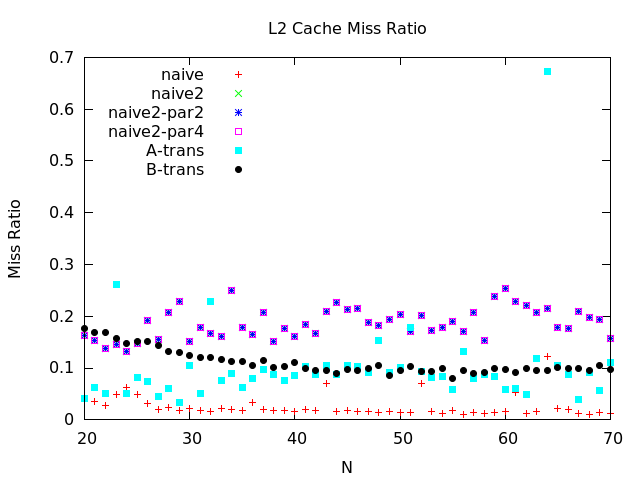 L2 Cache Miss Ratio
0.7
0.6
0.5
0.4
0.3
0.2
0.1
0
Miss Ratio
naive
naive2
naive2-par2
naive2-par4
A-trans
B-trans
20 30 40 50 60 70
N